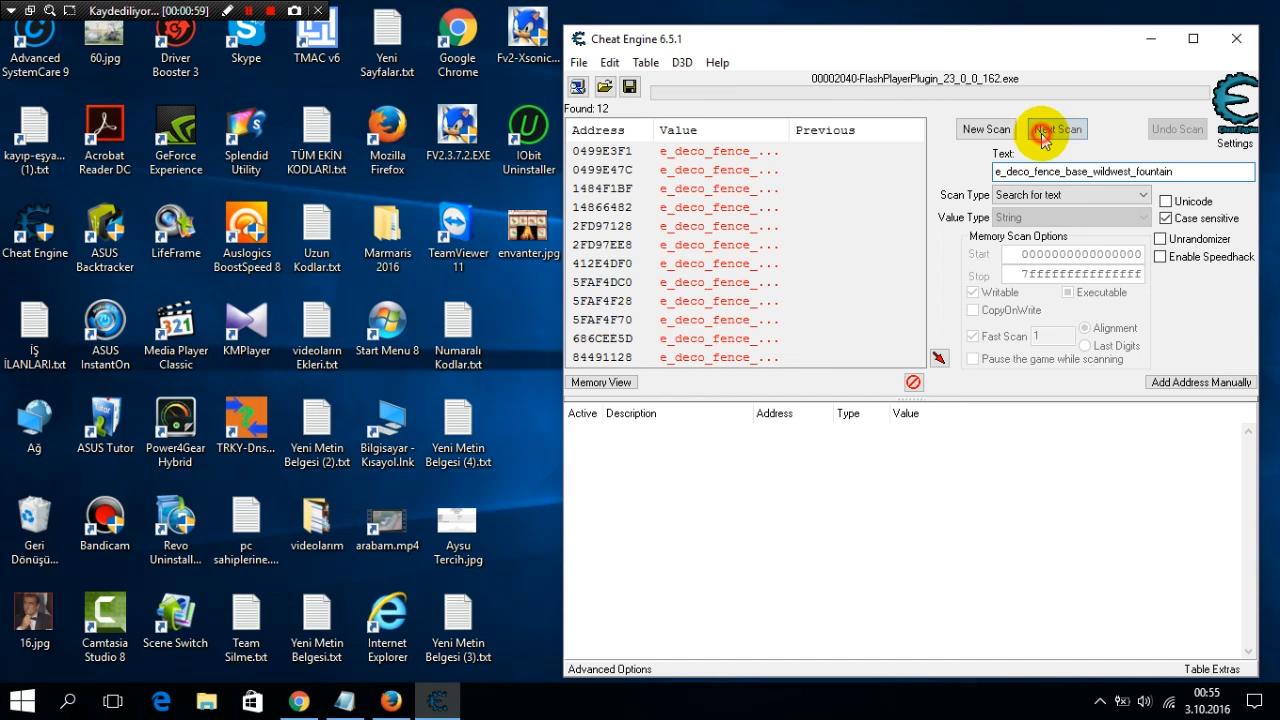 Kaydediliyor... [00:00:59]
Advanced
SystemCare 9
60.jpg
Driver
Booster 3
Skype
TMAC v6
Yeni
Sayfalar.txt
Google
Chrome
Fv2-Xsonic...
kayıp-eşya...
(1).txt
Acrobat
Reader DC
GeForce
Experience
Splendid
Utility
TÜM EKİN
KODLARI.txt
Mozilla
Firefox
FV2.3.7.2.EXE
IObit
Uninstaller
Cheat Engine
ASUS
Backtracker
LifeFrame
Auslogics
BoostSpeed 8
Uzun
Kodlar.txt
Marmaris
2016
TeamViewer
11
envanter.jpg
İŞ
İLANLARI.txt
ASUS
InstantOn
321
Media Player
Classic
KMPlayer
videoların
Ekleri.txt
Start Menu 8
Numaralı
Kodlar.txt
Ağ
ASUS Tutor
Power4Gear
Hybrid
TRKY-Dns...
Yeni Metin
Belgesi (2).txt
Bilgisayar -
Kısayol.lnk
Yeni Metin
Belgesi (4).txt
Geri
Dönüşü...
Bandicam
Revo
Uninstall...
pc
sahiplerine....
videolarım
arabam.mp4
Aysu
Tercih.jpg
16.jpg
Camtasia
Studio 8
Scene Switch
Team
Silme.txt
Yeni Metin
Belgesi.txt
Internet
Explorer
Yeni Metin
Belgesi (3).txt
Cheat Engine 6.5.1
File Edit Table D3D Help
00002040-FlashPlayerPlugin_23_0_0_162.exe
Found: 12
Address Value Previous
0499E3F1 e_deco_fence_...
0499E47C e_deco_fence_...
1484F1BF e_deco_fence_...
14866482 e_deco_fence_...
2FD97128 e_deco_fence_...
2FD97EE8 e_deco_fence_...
412E4DF0 e_deco_fence_...
5FAF4DC0 e_deco_fence_...
5FAF4F28 e_deco_fence_...
5FAF4F70 e_deco_fence_...
686CEE5D e_deco_fence_...
84491128 e_deco_fence_...
New Scan Next Scan Undo Scan
Cheat Engine
Settings
Text:
e_deco_fence_base_wildwest_fountain
Scan Type Search for text
Value Type String
Unicode
Case sensitive
Memory Scan Options
Start 0000000000000000
Stop 7fffffffffffffff
Writable Executable
CopyOnWrite
Fast Scan 1 Alignment
Last Digits
Pause the game while scanning
Unrandomizer
Enable Speedhack
Memory View
Add Address Manually
Active Description Address Type Value
Advanced Options Table Extras
00:55
3.10.2016